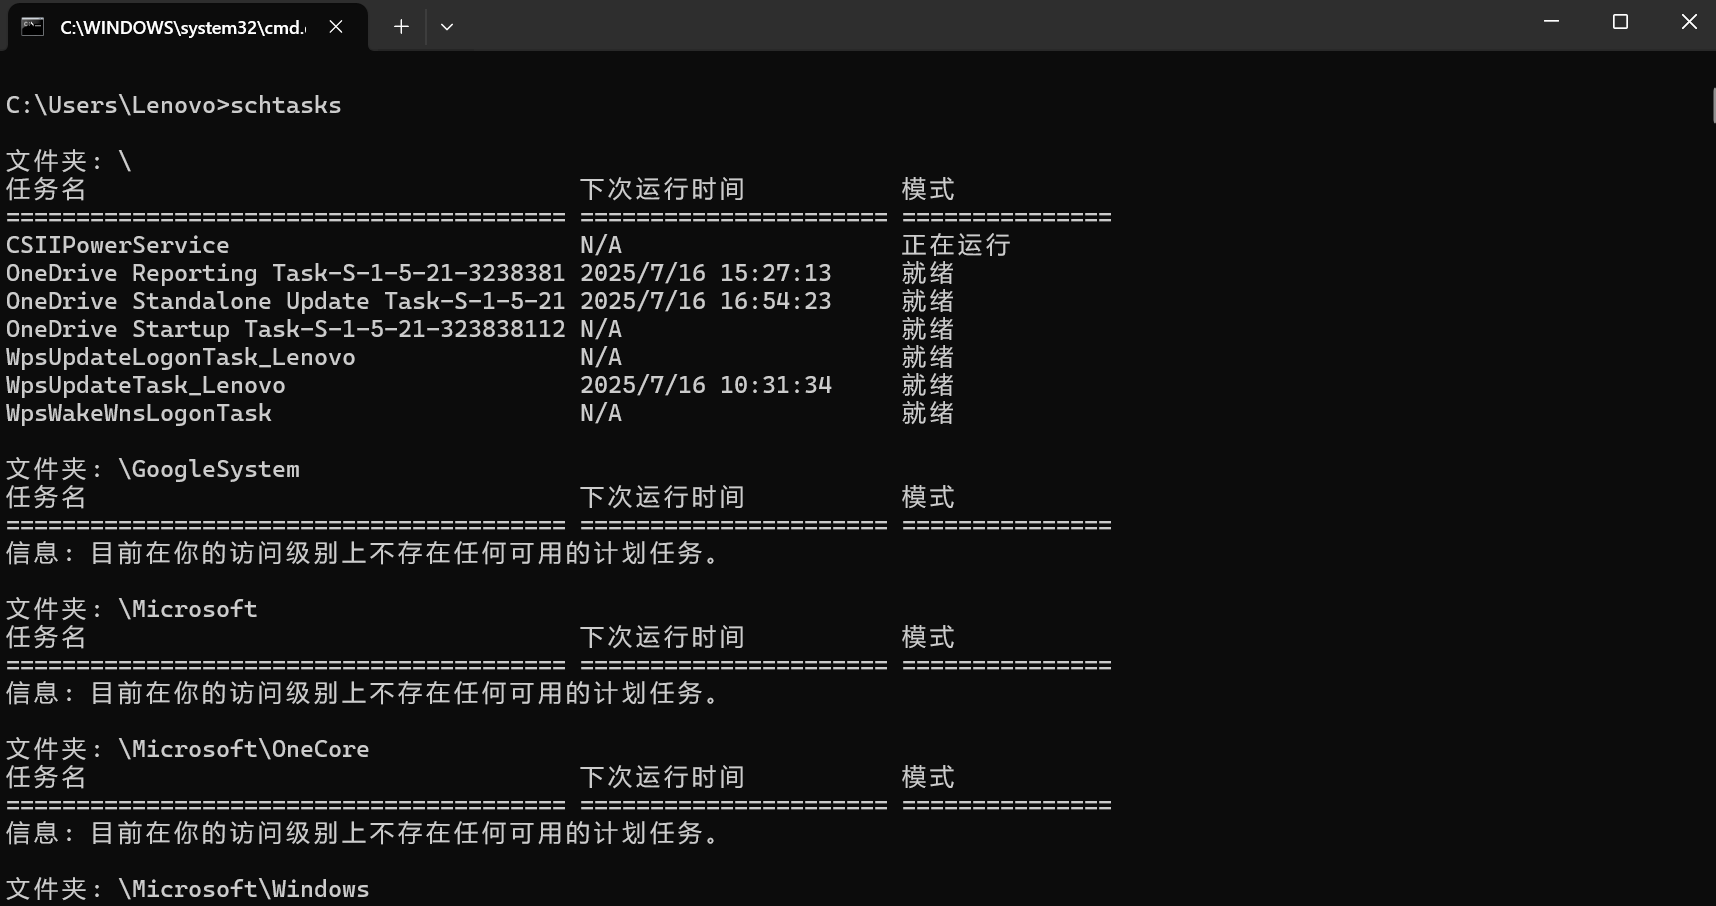 C:\WINDOWS\system32\cmd.
C:\Users\Lenovo>schtasks
文件夹: \
任务名 下次运行时间 模式
======================================== ====================== ===============
CSIIPowerService N/A 正在运行
OneDrive Reporting Task-S-1-5-21-3238381 2025/7/16 15:27:13 就绪
OneDrive Standalone Update Task-S-1-5-21 2025/7/16 16:54:23 就绪
OneDrive Startup Task-S-1-5-21-323838112 N/A 就绪
WpsUpdateLogonTask_Lenovo N/A 就绪
WpsUpdateTask_Lenovo 2025/7/16 10:31:34 就绪
WpsWakeWnsLogonTask N/A 就绪
文件夹: \GoogleSystem
任务名 下次运行时间 模式
======================================== ====================== ===============
信息: 目前在你的访问级别上不存在任何可用的计划任务。
文件夹: \Microsoft
任务名 下次运行时间 模式
======================================== ====================== ===============
信息: 目前在你的访问级别上不存在任何可用的计划任务。
文件夹: \Microsoft\OneCore
任务名 下次运行时间 模式
======================================== ====================== ===============
信息: 目前在你的访问级别上不存在任何可用的计划任务。
文件夹: \Microsoft\Windows